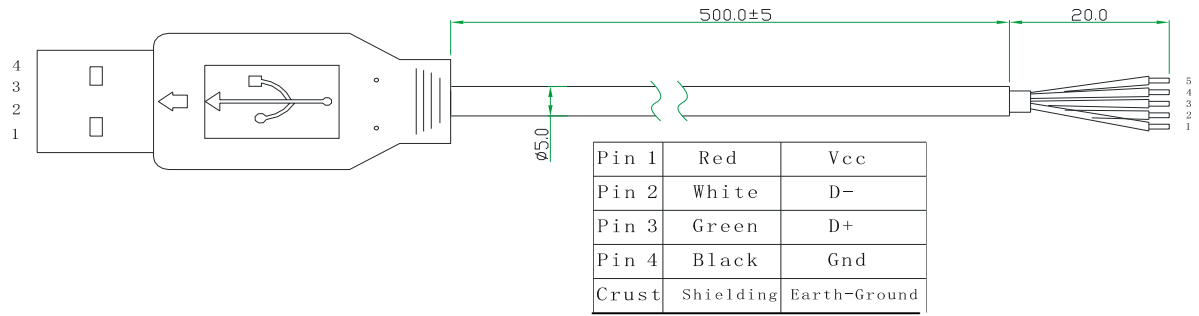 500.0±5 20.0
4
3
2
1
5
4
3
2
1
ø5.0
Pin 1 Red Vcc
Pin 2 White D-
Pin 3 Green D+
Pin 4 Black Gnd
Crust Shielding Earth-Ground